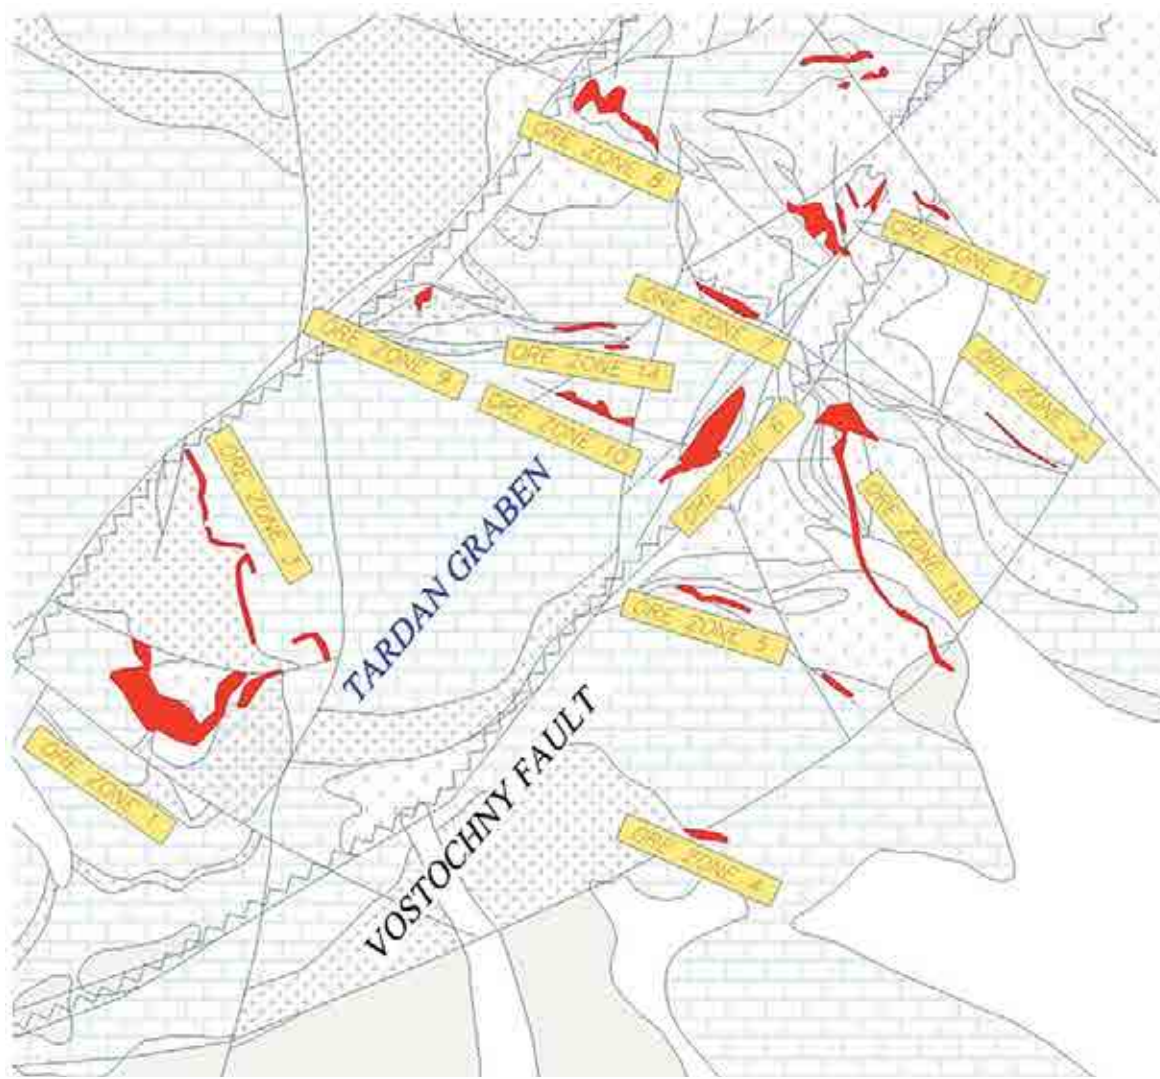 ORE ZONE 8
ORE ZONE
ORE ZONE 7
ORE ZONE 9
ORE ZONE 14
ORE ZONE 2
ORE ZONE 10
ORE ZONE 6
ORE ZONE 3
TARDAN GRABEN
ORE ZONE
ORE ZONE 5
ORE ZONE 1
VOSTOCHNY FAULT
ORE ZONE 4